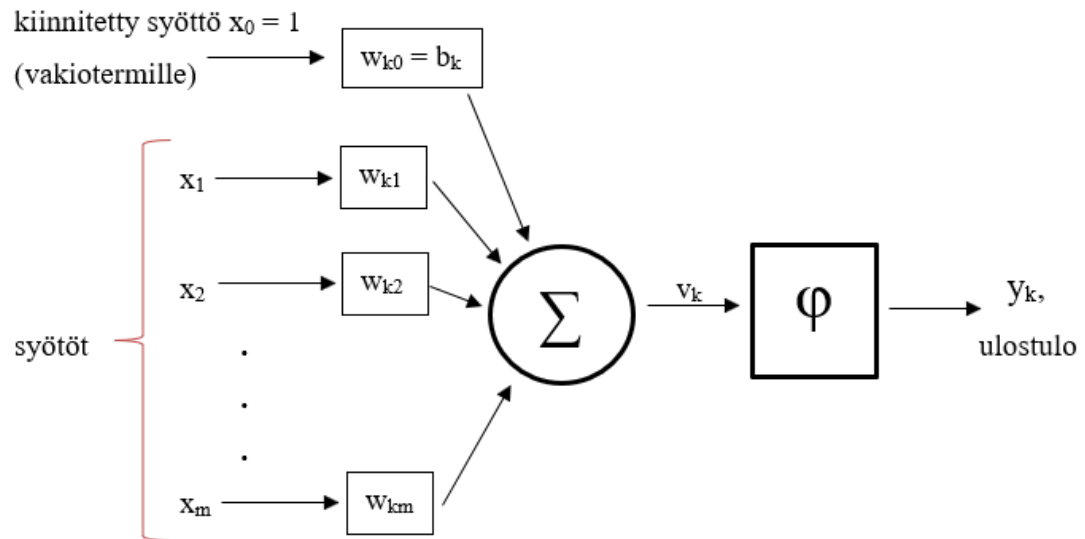 kiinnitetty syöttö x₀ = 1
(vakiotermille)
wₖ₀ = bₖ
x₁
wₖ₁
x₂
wₖ₂
syötöt
.
.
.
xₘ
wₖₘ
∑
vₖ
φ
yₖ,
ulostulo